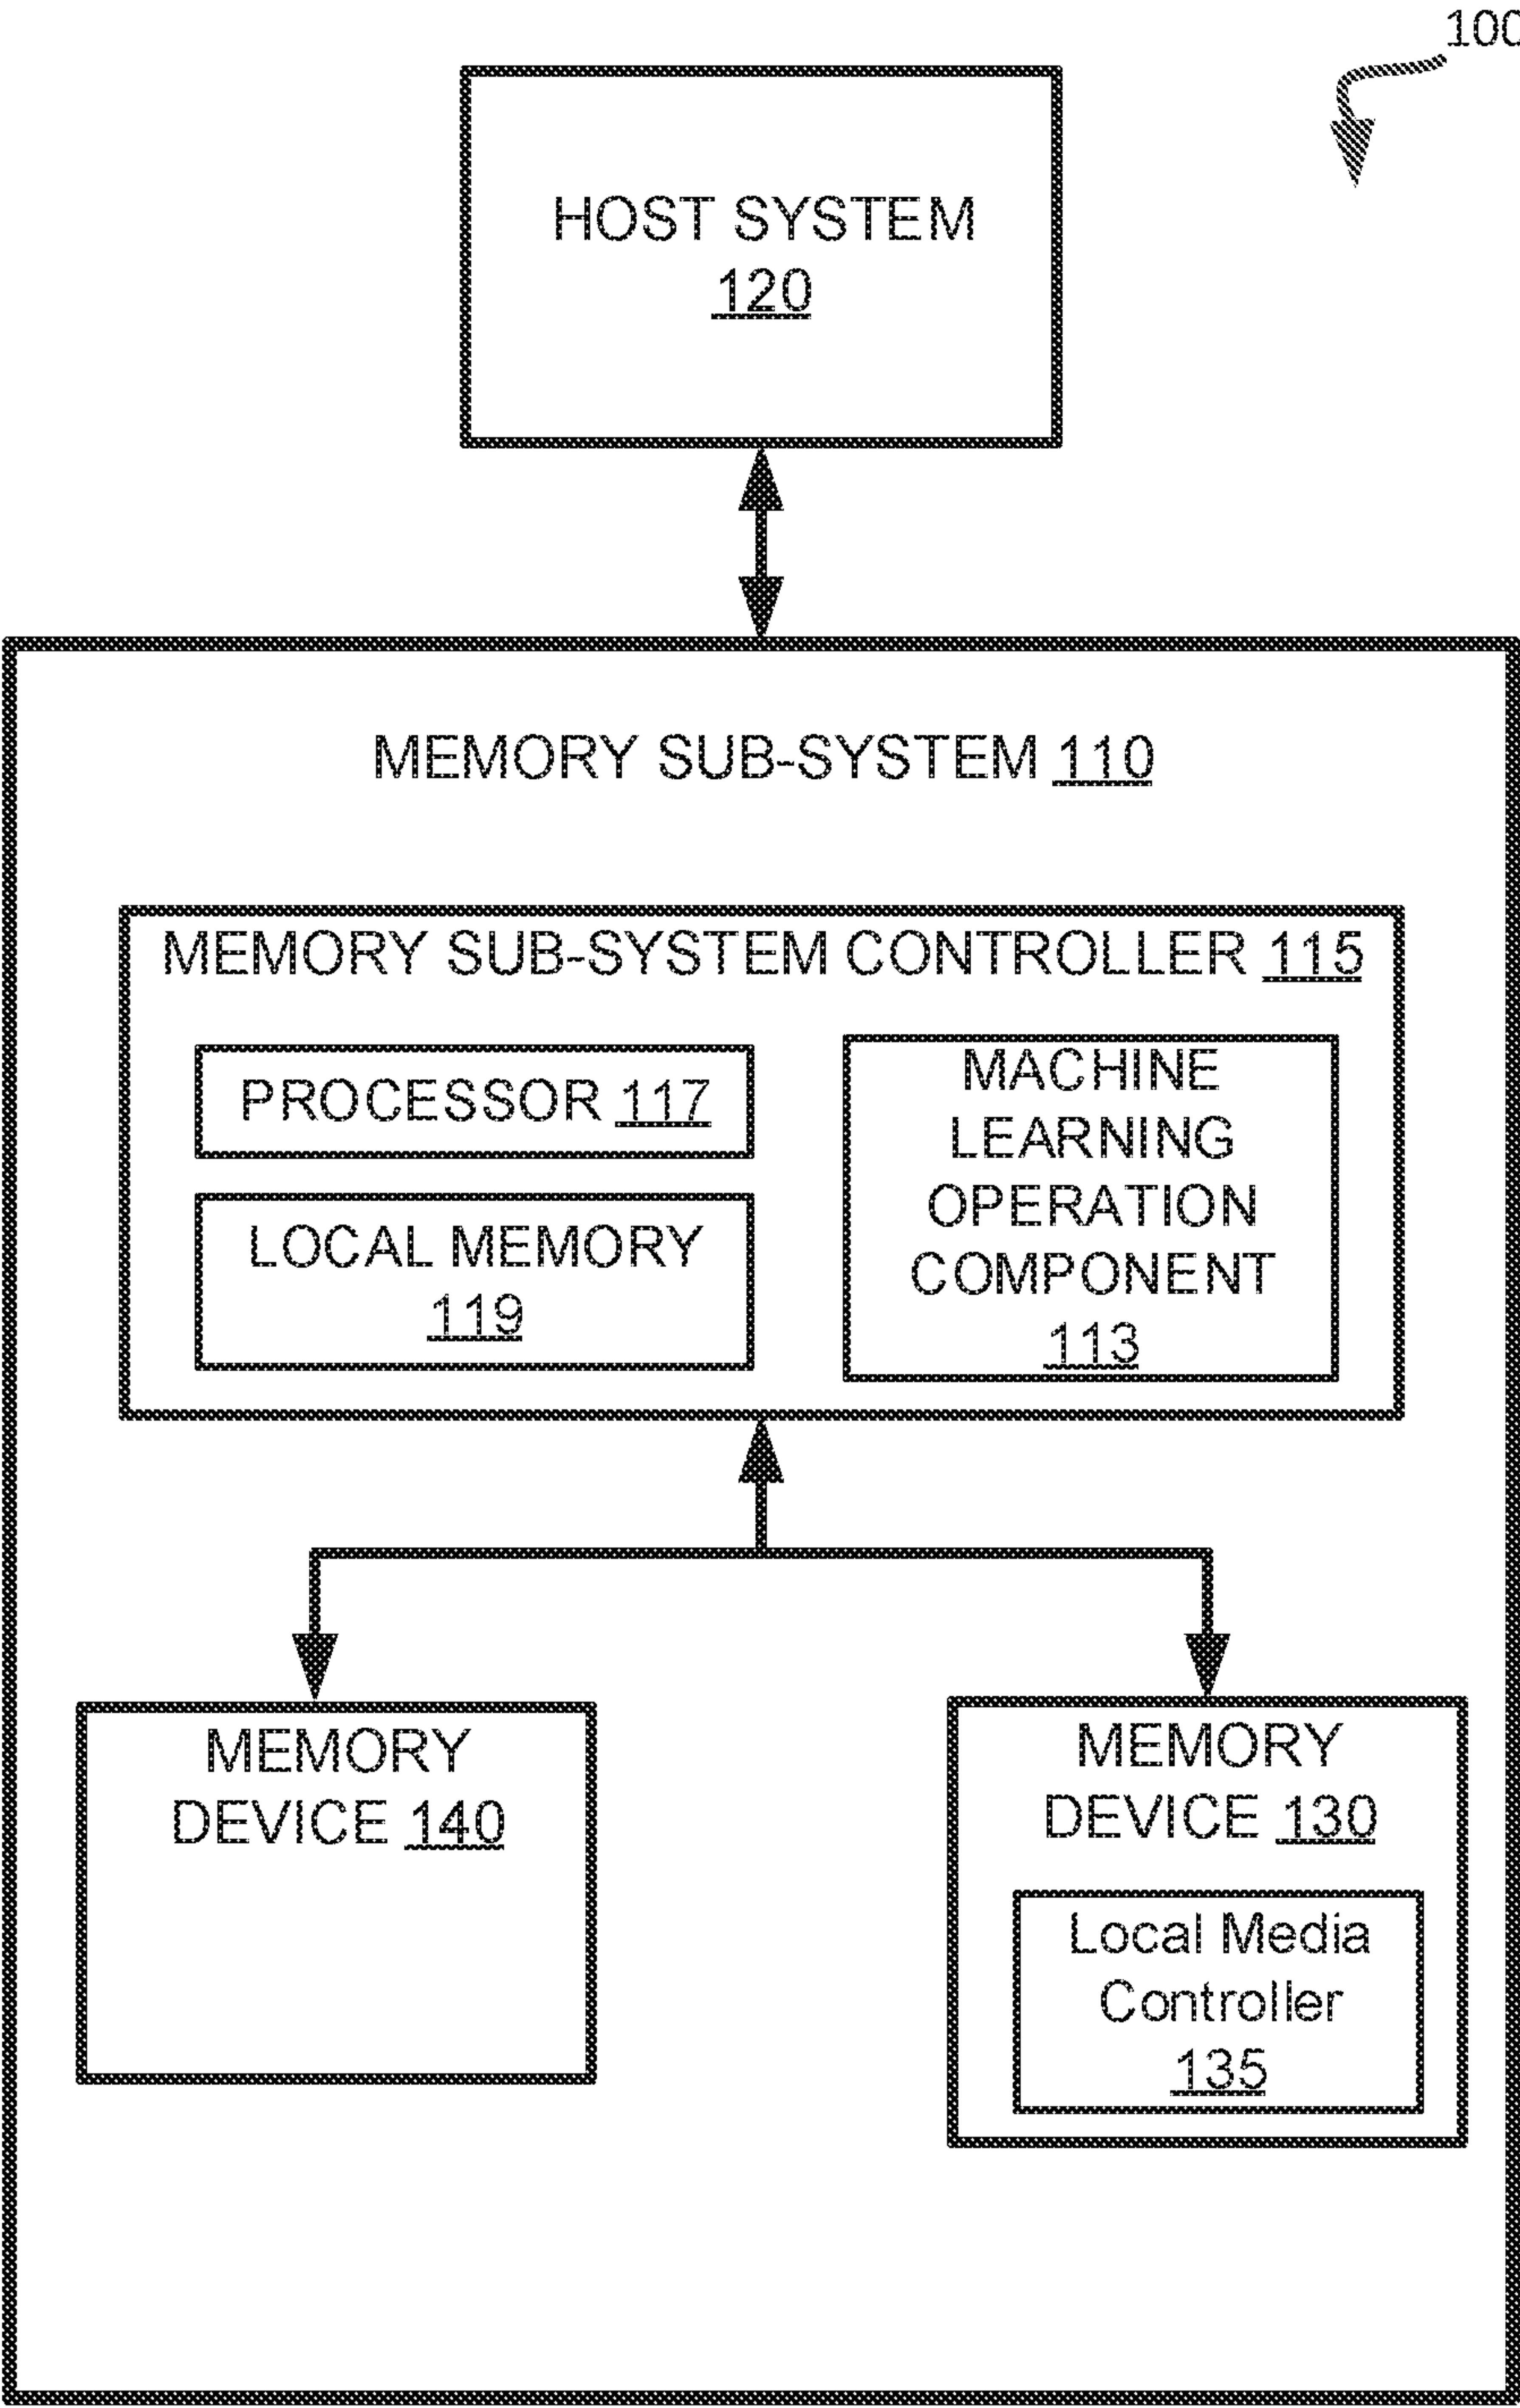 100
HOST SYSTEM
120
MEMORY SUB-SYSTEM 110
MEMORY SUB-SYSTEM CONTROLLER 115
PROCESSOR 117
LOCAL MEMORY
119
MACHINE
LEARNING
OPERATION
COMPONENT
113
MEMORY
DEVICE 140
MEMORY
DEVICE 130
Local Media
Controller
135